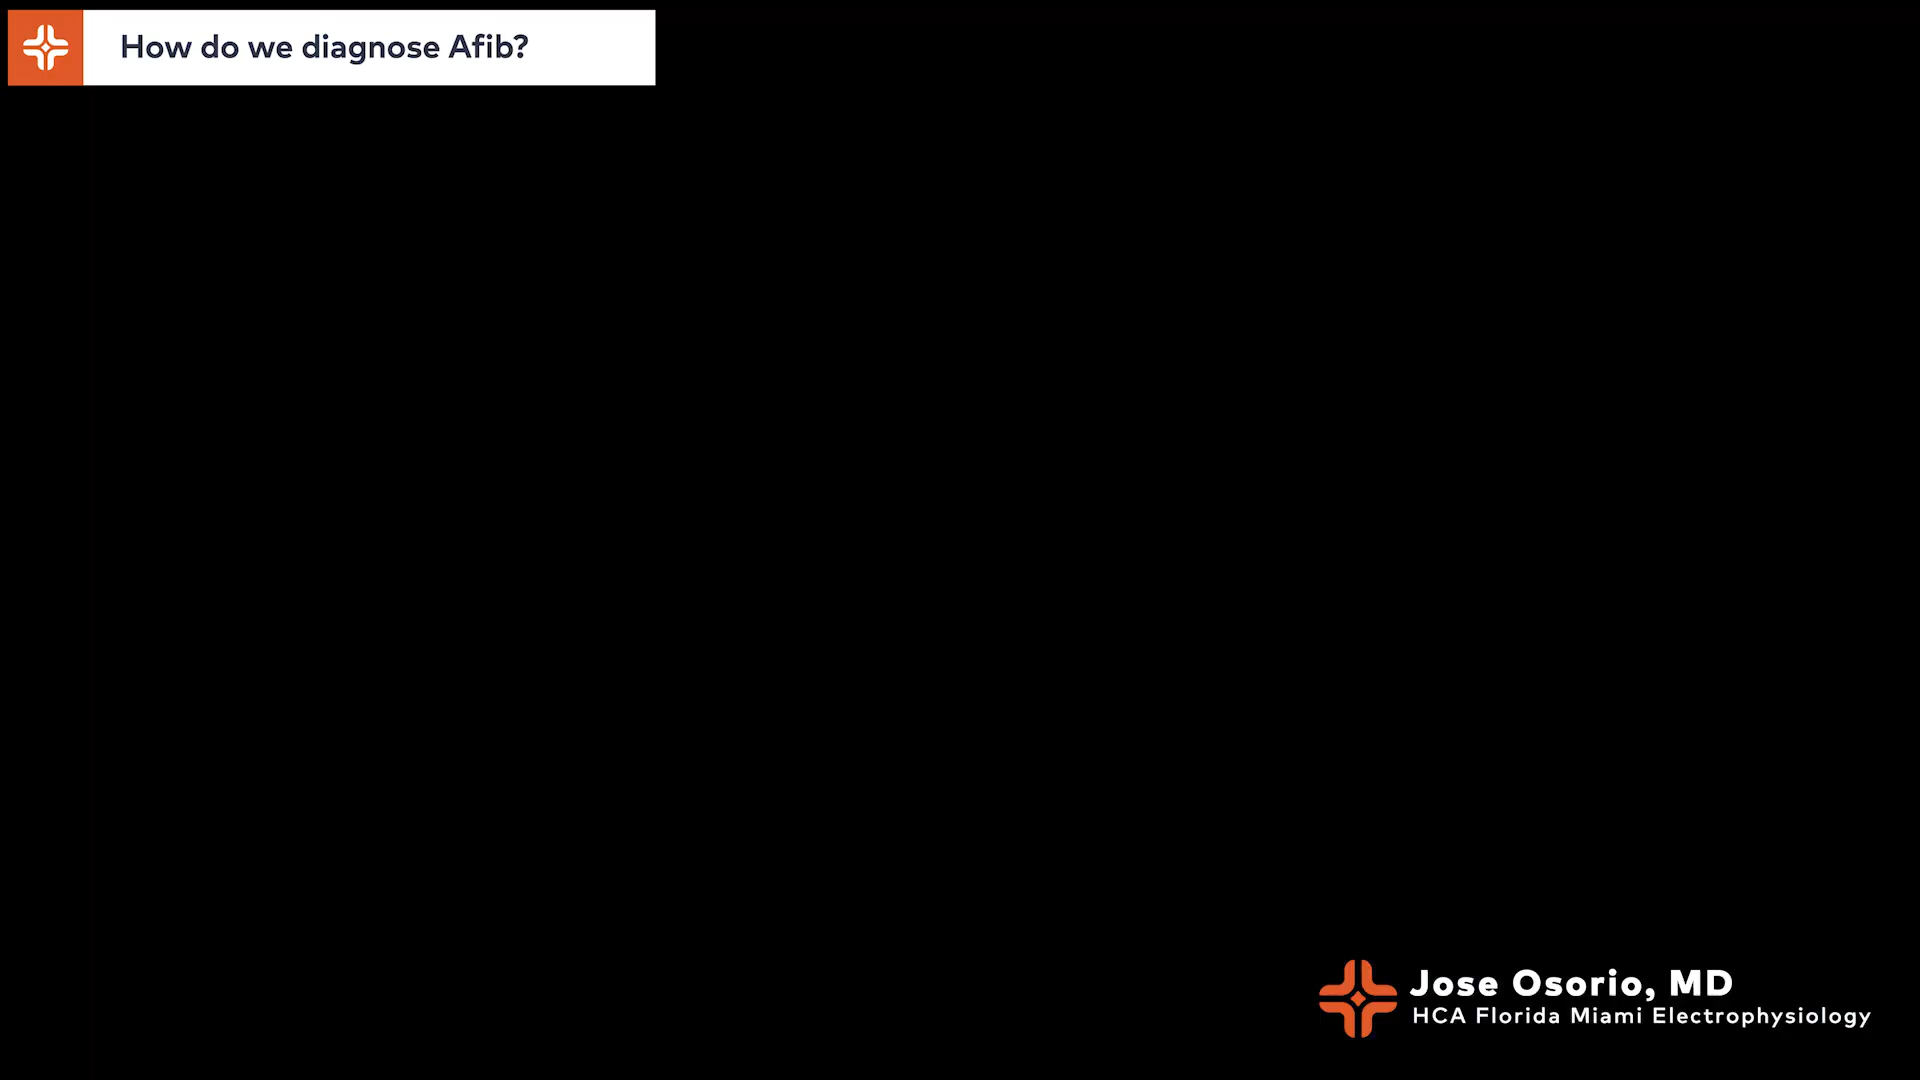 How do we diagnose Afib?
Jose Osorio, MD
HCA Florida Miami Electrophysiology